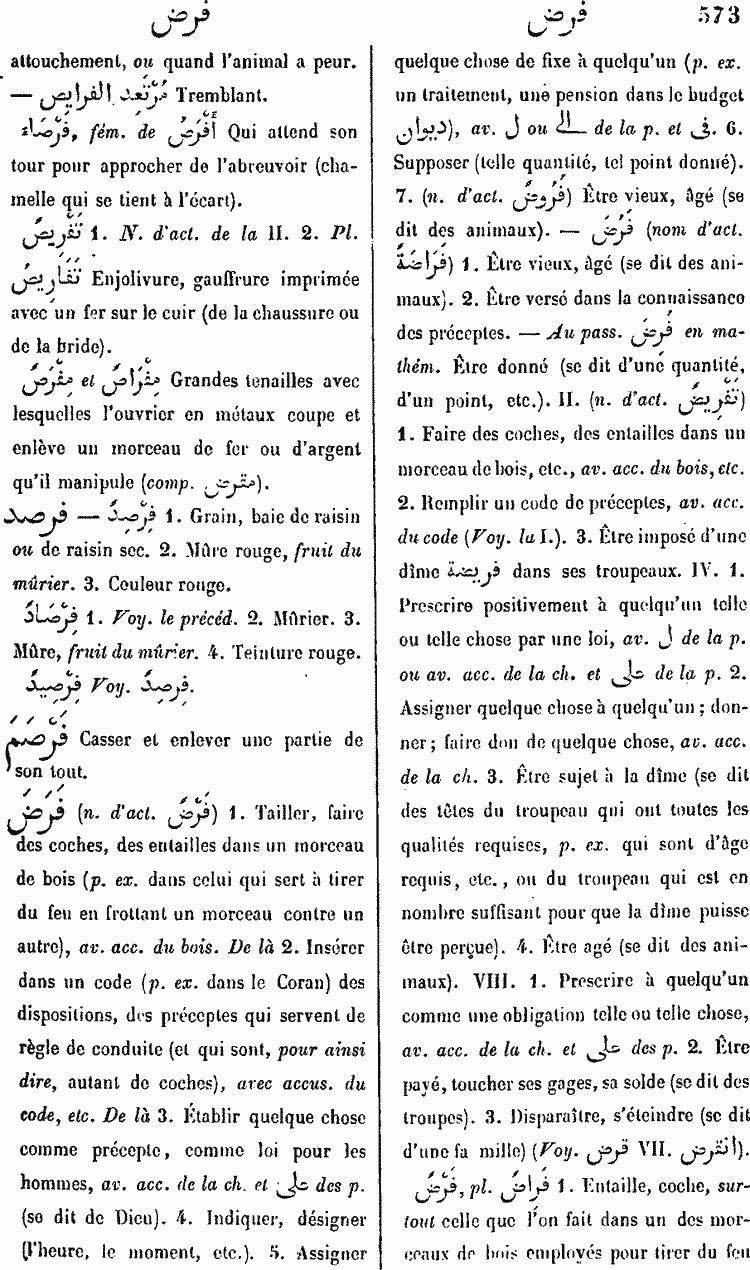 فرض
فرض
573
attouchement, ou quand l'animal a peur.
— مُرْتَعِد الفرايص Tremblant.
فَرْصَاءُ, fém. de أَفْرَصُ Qui attend son
tour pour approcher de l'abreuvoir (cha-
melle qui se tient à l'écart).
تَفْرِيصٌ 1. N. d'act. de la II. 2. Pl.
تَفَارِيصُ Enjolivure, gauffrure imprimée
avec un fer sur le cuir (de la chaussure ou
de la bride).
مِفْرَصٌ et مِفْرَاصٌ Grandes tenailles avec
lesquelles l'ouvrier en métaux coupe et
enlève un morceau de fer ou d'argent
qu'il manipule (comp. مقرض).
فرصد — فِرْصِدٌ 1. Grain, baie de raisin
ou de raisin sec. 2. Mûre rouge, fruit du
mûrier. 3. Couleur rouge.
فِرْصَادٌ 1. Voy. le précéd. 2. Mûrier. 3.
Mûre, fruit du mûrier. 4. Teinture rouge.
فِرْصِيدٌ Voy. فِرصِدٌ.
فَرْصَمَ Casser et enlever une partie de
son tout.
فَرَضَ (n. d'act. فَرْضٌ) 1. Tailler, faire
des coches, des entailles dans un morceau
de bois (p. ex. dans celui qui sert à tirer
du feu en frottant un morceau contre un
autre), av. acc. du bois. De là 2. Insérer
dans un code (p. ex. dans le Coran) des
dispositions, des préceptes qui servent de
règle de conduite (et qui sont, pour ainsi
dire, autant de coches), avec accus. du
code, etc. De là 3. Établir quelque chose
comme précepte, comme loi pour les
hommes, av. acc. de la ch. et على des p.
(se dit de Dieu). 4. Indiquer, désigner
(l'heure, le moment, etc.). 5. Assigner
quelque chose de fixe à quelqu'un (p. ex.
un traitement, une pension dans le budget
ديوان), av. ل ou الى de la p. et فى. 6.
Supposer (telle quantité, tel point donné).
7. (n. d'act. فُرُوضٌ) Être vieux, âgé (se
dit des animaux). — فَرُضَ (nom d'act.
فَرَاضَةٌ) 1. Être vieux, âgé (se dit des ani-
maux). 2. Être versé dans la connaissance
des préceptes. — Au pass. فُرِضَ en ma-
thém. Être donné (se dit d'une quantité,
d'un point, etc.). II. (n. d'act. تَفْرِيضٌ)
1. Faire des coches, des entailles dans un
morceau de bois, etc., av. acc. du bois, etc.
2. Remplir un code de préceptes, av. acc.
du code (Voy. la I.). 3. Être imposé d'une
dîme فريضة dans ses troupeaux. IV. 1.
Prescrire positivement à quelqu'un telle
ou telle chose par une loi, av. ل de la p.
ou av. acc. de la ch. et على de la p. 2.
Assigner quelque chose à quelqu'un ; don-
ner ; faire don de quelque chose, av. acc.
de la ch. 3. Être sujet à la dîme (se dit
des têtes du troupeau qui ont toutes les
qualités requises, p. ex. qui sont d'âge
requis, etc., ou du troupeau qui est en
nombre suffisant pour que la dîme puisse
être perçue). 4. Être agé (se dit des ani-
maux). VIII. 1. Prescrire à quelqu'un
comme une obligation telle ou telle chose,
av. acc. de la ch. et على des p. 2. Être
payé, toucher ses gages, sa solde (se dit des
troupes). 3. Disparaître, s'éteindre (se dit
d'une fa mille) (Voy. قرض VII. انقرض).
فَرْضٌ, pl. فِرَاضٌ 1. Entaille, coche, sur-
tout celle que l'on fait dans un des mor-
ceaux de bois employés pour tirer du feu